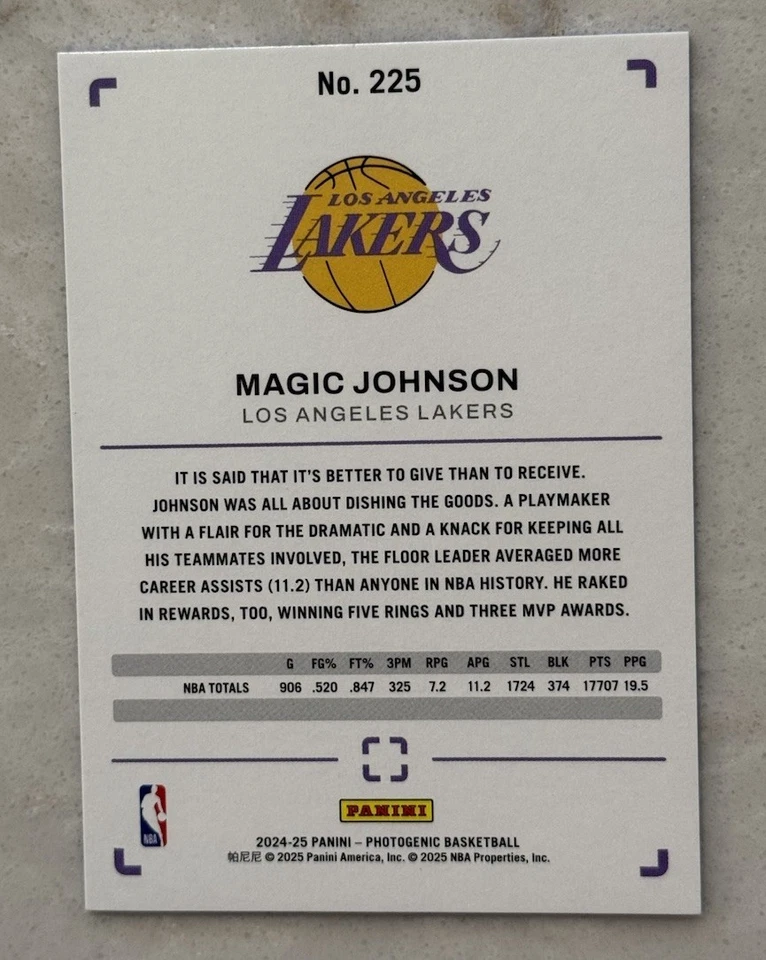 No. 225
LOS ANGELES
LAKERS
MAGIC JOHNSON
LOS ANGELES LAKERS
IT IS SAID THAT IT'S BETTER TO GIVE THAN TO RECEIVE.
JOHNSON WAS ALL ABOUT DISHING THE GOODS. A PLAYMAKER
WITH A FLAIR FOR THE DRAMATIC AND A KNACK FOR KEEPING ALL
HIS TEAMMATES INVOLVED, THE FLOOR LEADER AVERAGED MORE
CAREER ASSISTS (11.2) THAN ANYONE IN NBA HISTORY. HE RAKED
IN REWARDS, TOO, WINNING FIVE RINGS AND THREE MVP AWARDS.
G FG% FT% 3PM RPG APG STL BLK PTS PPG
NBA TOTALS 906 .520 .847 325 7.2 11.2 1724 374 17707 19.5
NBA
PANINI
2024-25 PANINI – PHOTOGENIC BASKETBALL
帕尼尼 © 2025 Panini America, Inc. © 2025 NBA Properties, Inc.